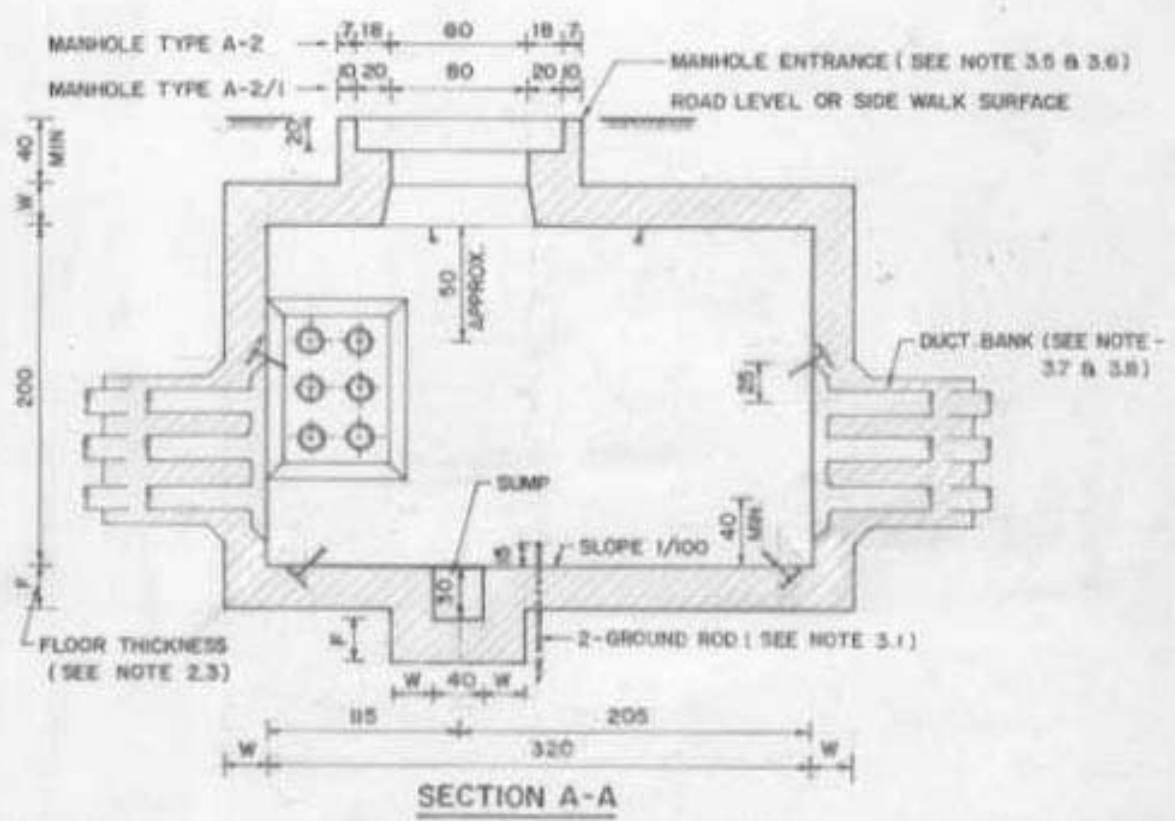 MANHOLE TYPE A-2
7 18 60 18 7
MANHOLE TYPE A-2/1
10 20 80 20 10
MANHOLE ENTRANCE ( SEE NOTE 3.5 & 3.6)
ROAD LEVEL OR SIDE WALK SURFACE
40
MIN
20
W
50
APPROX.
200
25
DUCT BANK (SEE NOTE -
3.7 & 3.8)
SUMP
40
MIN.
15
SLOPE 1/100
30
F
F
FLOOR THICKNESS
(SEE NOTE 2.3)
2-GROUND ROD ( SEE NOTE 3.1)
W 40 W
115 205
W 320 W
SECTION A-A